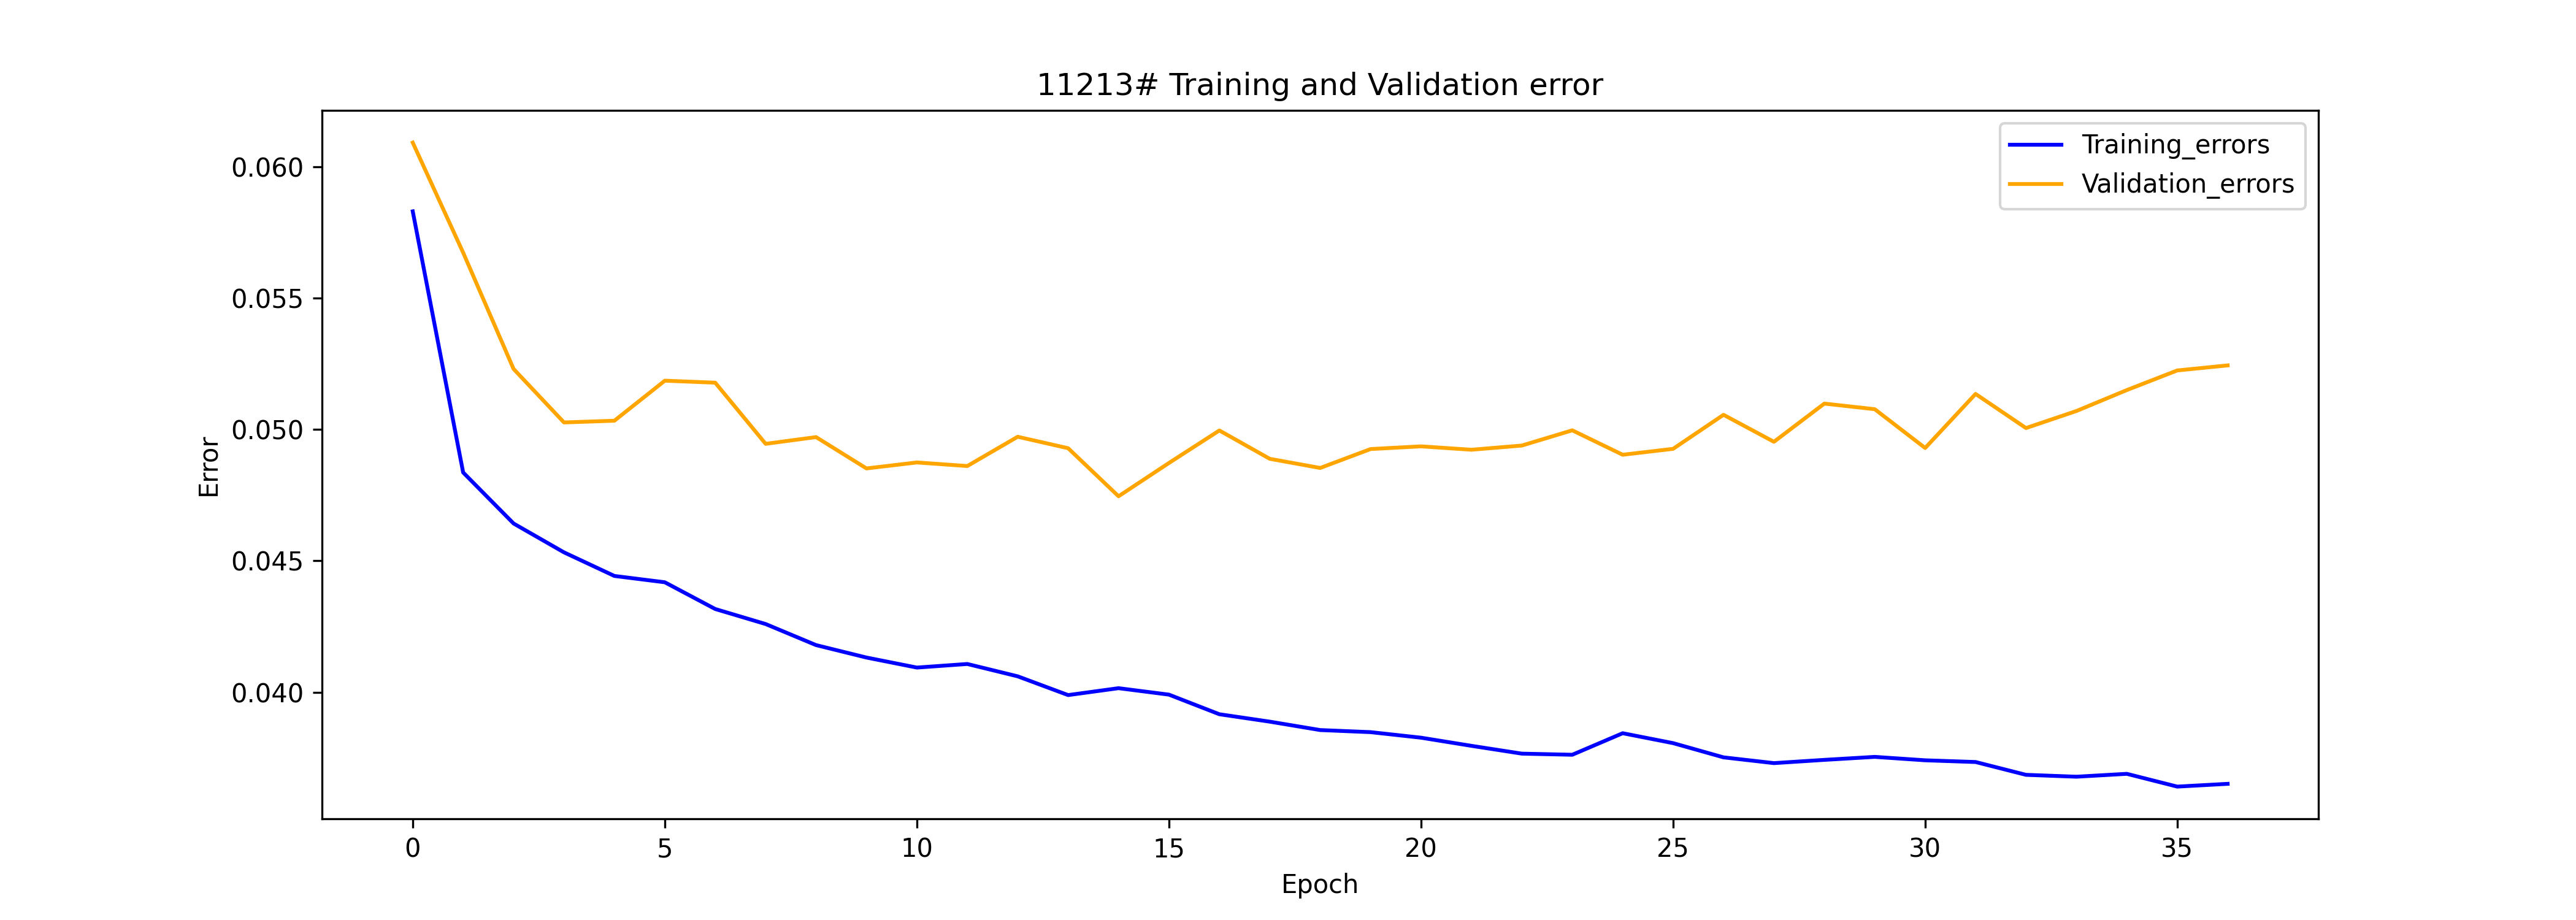 11213# Training and Validation error
Training_errors
Validation_errors
0.060
0.055
0.050
0.045
0.040
Error
0 5 10 15 20 25 30 35
Epoch